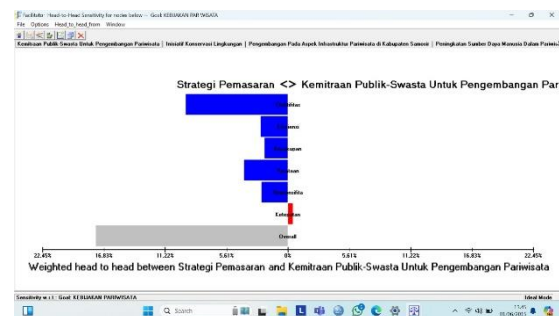 Facilitator: Head-to-Head Sensitivity for nodes below -- Goal: KEBIJAKAN PARIWISATA
File Options Head_to_head_from Window
Kemitraan Publik Swasta Untuk Pengembangan Pariwisata | Inisiatif Konservasi Lingkungan | Pengembangan Pada Aspek Infrastruktur Pariwisata di Kabupaten Samosir | Peningkatan Sumber Daya Manusia Dalam
Strategi Pemasaran <> Kemitraan Publik-Swasta Untuk Pengembangan Par
Overall
22.45% 16.83% 11.22% 5.61% 0% 5.61% 11.22% 16.83% 22.45%
Weighted head to head between Strategi Pemasaran and Kemitraan Publik-Swasta Untuk Pengembangan Pariwisata
Sensitivity w.r.t.: Goal: KEBIJAKAN PARIWISATA Ideal Mode
Search